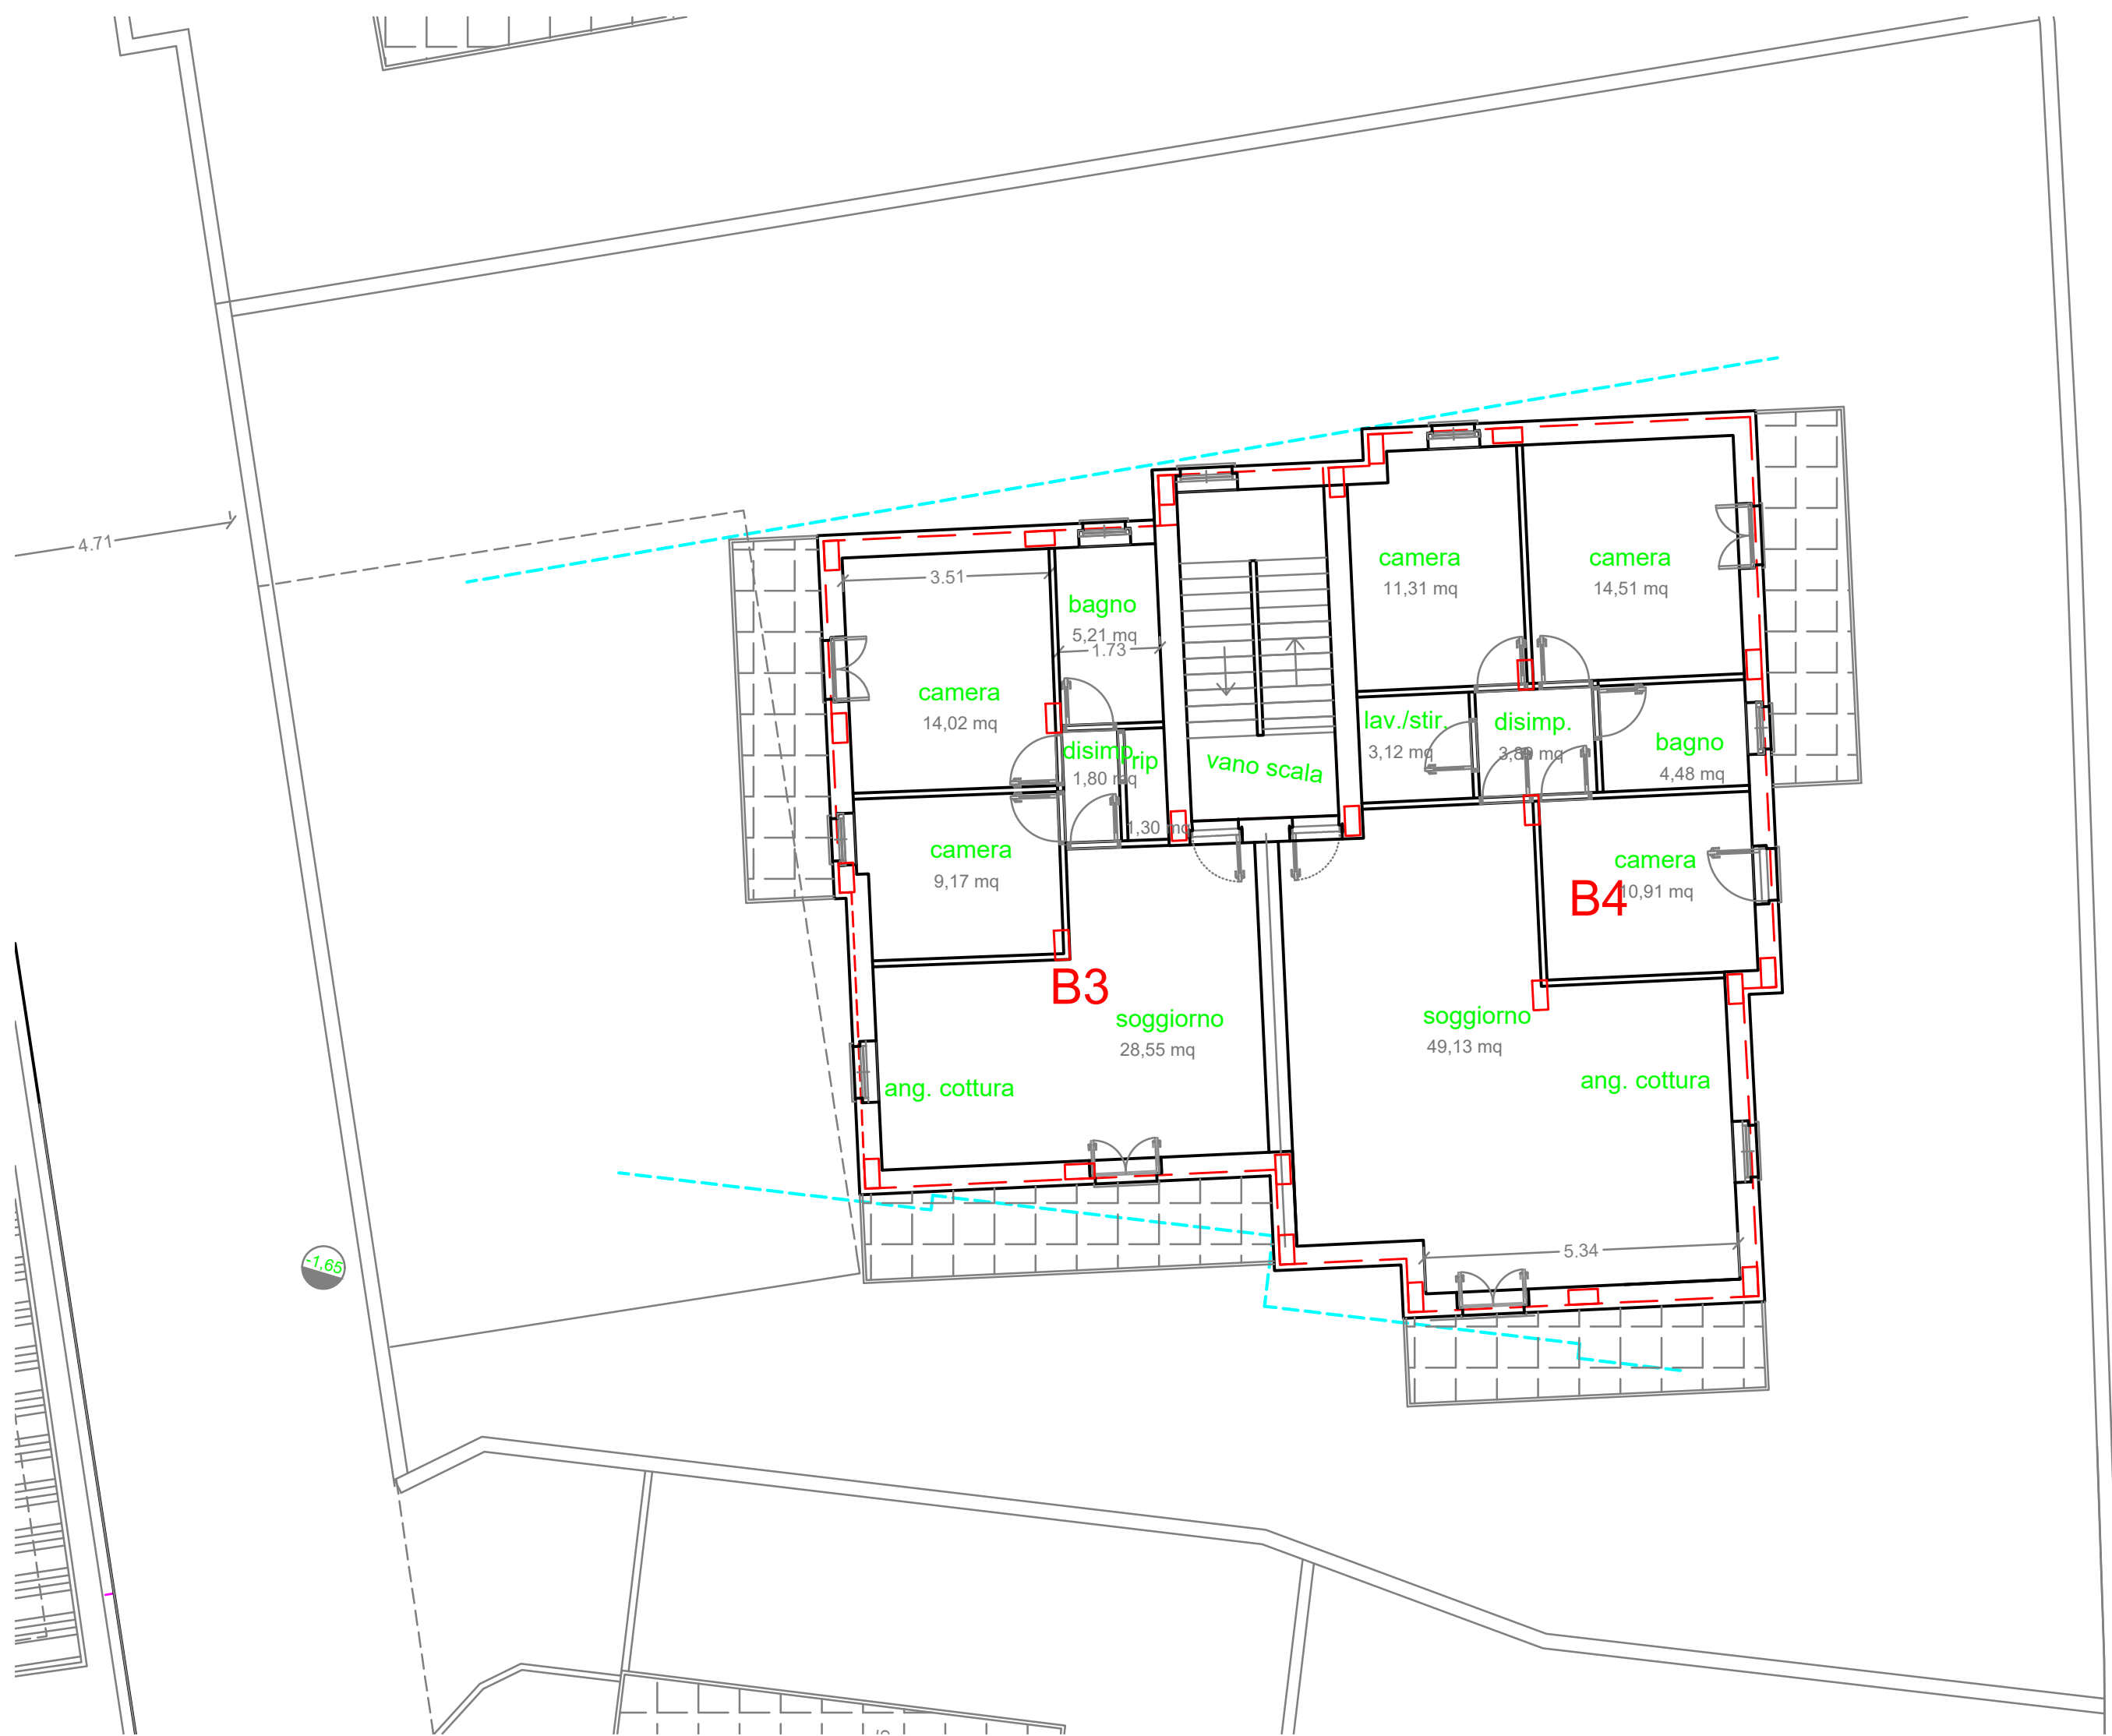 4.71
3.51
bagno
5,21 mq
1.73
camera
14,02 mq
disimp.
1,80 mq
rip
1,30 mq
camera
9,17 mq
B3
soggiorno
28,55 mq
ang. cottura
vano scala
camera
11,31 mq
camera
14,51 mq
lav./stir.
3,12 mq
disimp.
bagno
4,48 mq
camera
10,91 mq
B4
soggiorno
49,13 mq
ang. cottura
5.34
-1,65